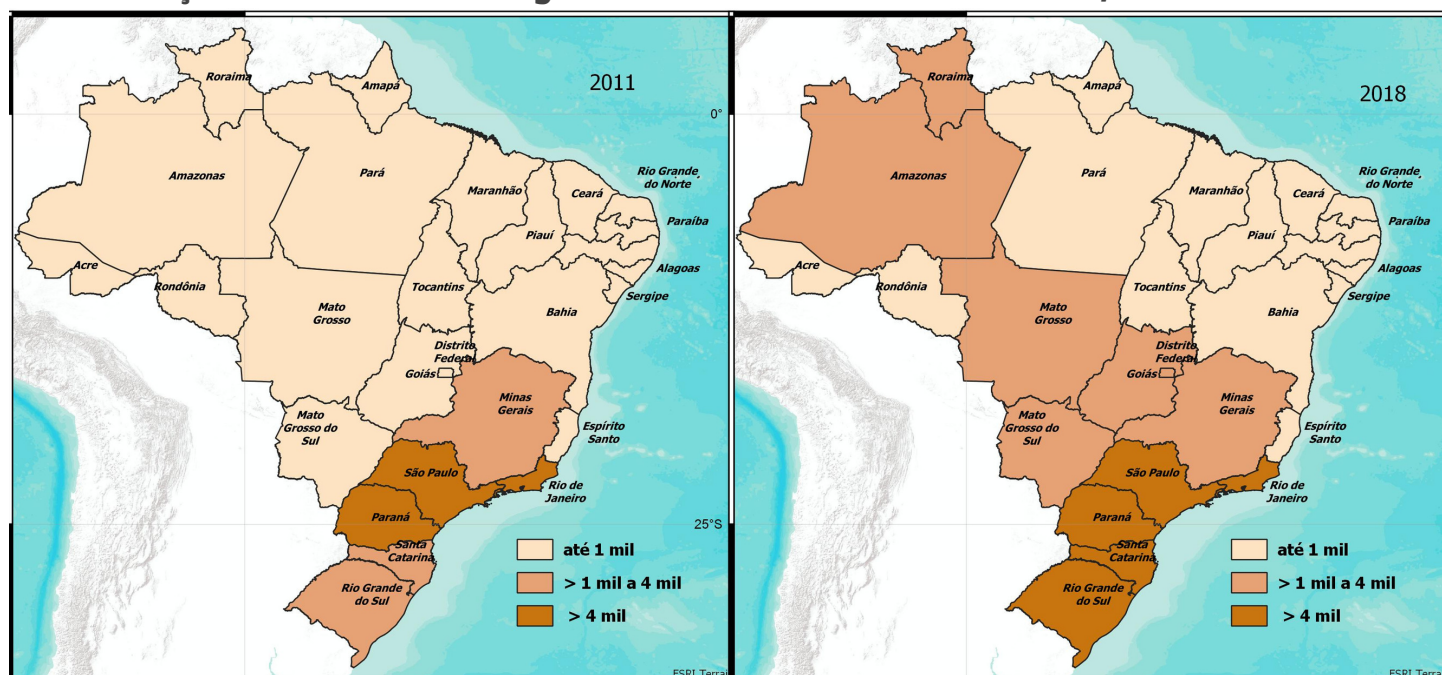 2011
Roraima
Amapá
0°
Amazonas
Pará
Maranhão
Ceará
Rio Grande
do Norte
Paraíba
Piauí
Acre
Rondônia
Tocantins
Alagoas
Sergipe
Mato
Grosso
Bahia
Distrito
Federal
Goiás
Minas
Gerais
Mato
Grosso do
Sul
Espírito
Santo
São Paulo
Rio de
Janeiro
Paraná
25°S
Santa
Catarina
Rio Grande
do Sul
até 1 mil
> 1 mil a 4 mil
> 4 mil
2018
Roraima
Amapá
Amazonas
Pará
Maranhão
Ceará
Rio Grande
do Norte
Paraíba
Piauí
Acre
Rondônia
Tocantins
Alagoas
Sergipe
Mato
Grosso
Bahia
Distrito
Federal
Goiás
Minas
Gerais
Mato
Grosso do
Sul
Espírito
Santo
São Paulo
Rio de
Janeiro
Paraná
Santa
Catarina
Rio Grande
do Sul
até 1 mil
> 1 mil a 4 mil
> 4 mil